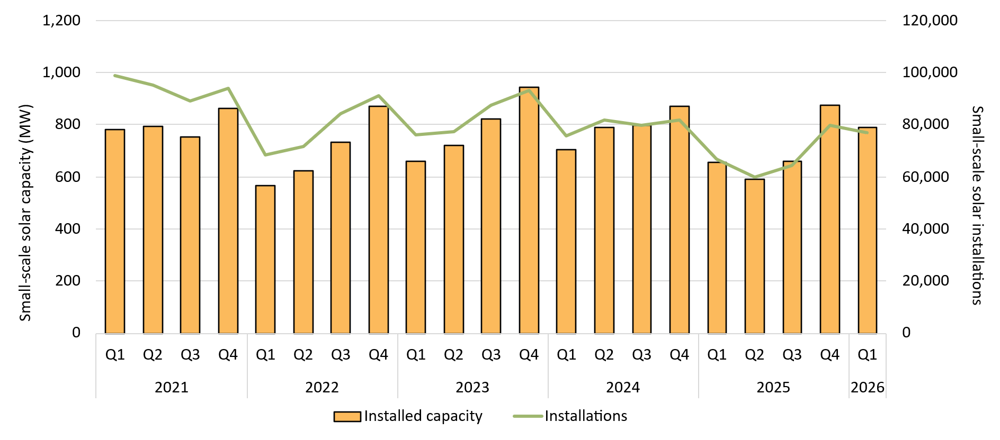 1,200
1,000
800
600
400
200
0
Small-scale solar capacity (MW)
120,000
100,000
80,000
60,000
40,000
20,000
0
Small-scale solar installations
Q1 Q2 Q3 Q4 Q1 Q2 Q3 Q4 Q1 Q2 Q3 Q4 Q1 Q2 Q3 Q4 Q1 Q2 Q3 Q4 Q1
2021 2022 2023 2024 2025 2026
Installed capacity Installations